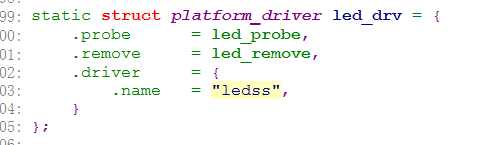 99: static struct platform_driver led_drv = {
00:     .probe      = led_probe,
01:     .remove     = led_remove,
02:     .driver     = {
03:         .name   = "ledss",
04:     }
05: };